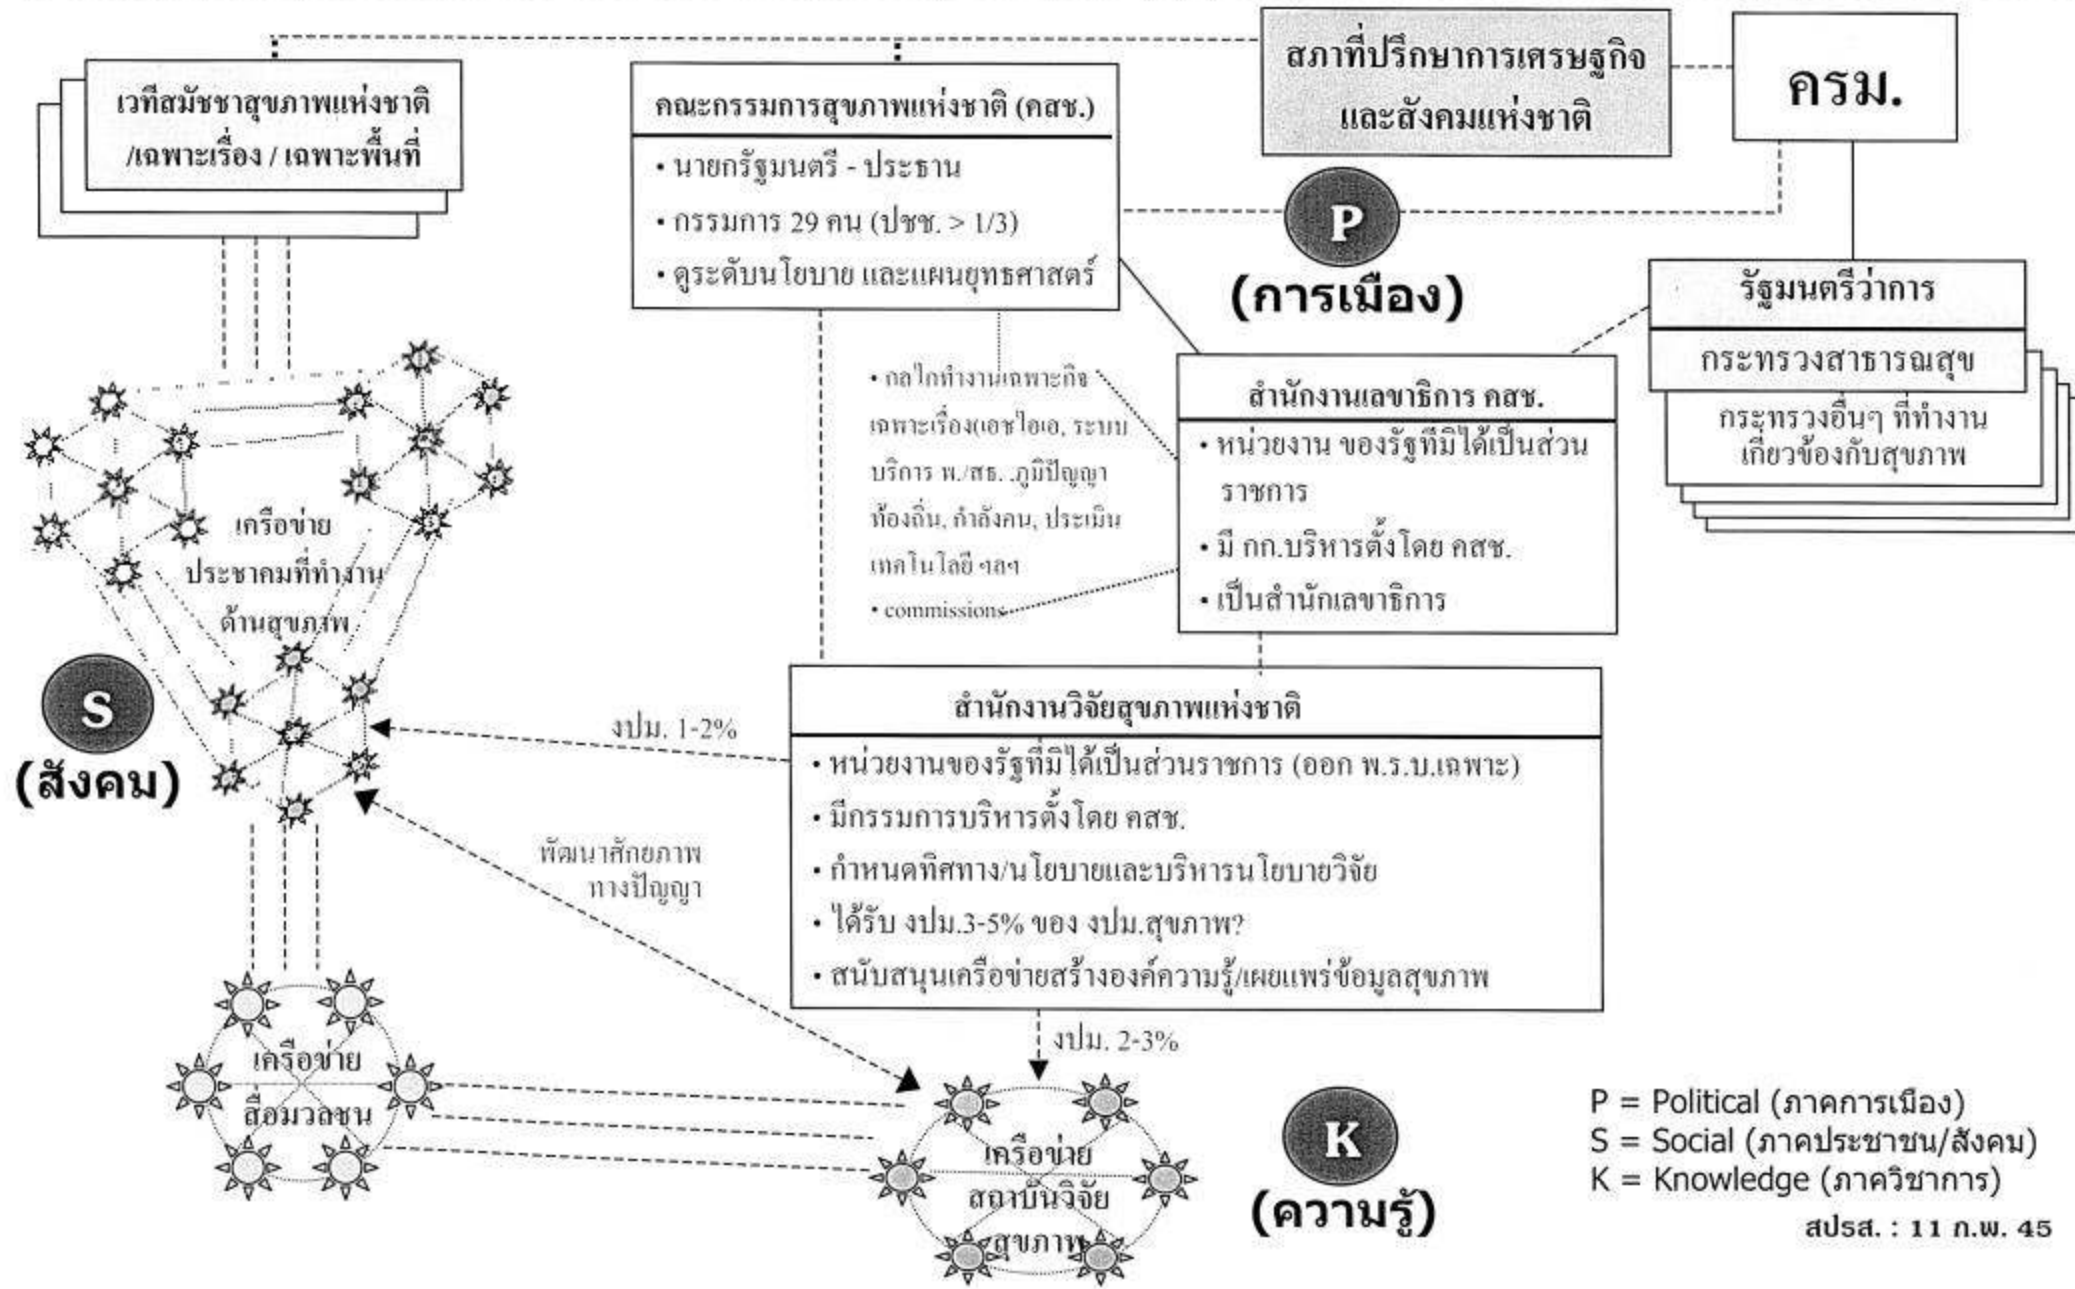 สภาที่ปรึกษาการเศรษฐกิจ
และสังคมแห่งชาติ
ครม.
เวทีสมัชชาสุขภาพแห่งชาติ
/เฉพาะเรื่อง / เฉพาะพื้นที่
คณะกรรมการสุขภาพแห่งชาติ (คสช.)
• นายกรัฐมนตรี - ประธาน
• กรรมการ 29 คน (ปชช. > 1/3)
• ดูระดับนโยบาย และแผนยุทธศาสตร์
P
(การเมือง)
รัฐมนตรีว่าการ
กระทรวงสาธารณสุข
กระทรวงอื่นๆ ที่ทำงาน
เกี่ยวข้องกับสุขภาพ
• กลไกทำงานเฉพาะกิจ
เฉพาะเรื่อง(เอชไอเอ, ระบบ
บริการ พ./สธ. .ภูมิปัญญา
ท้องถิ่น, กำลังคน, ประเมิน
เทคโนโลยี ฯลฯ
• commissions
สำนักงานเลขาธิการ คสช.
• หน่วยงาน ของรัฐที่มิได้เป็นส่วน
ราชการ
• มี กก.บริหารตั้งโดย คสช.
• เป็นสำนักเลขาธิการ
เครือข่าย
ประชาคมที่ทำงาน
ด้านสุขภาพ
S
(สังคม)
งปม. 1-2%
สำนักงานวิจัยสุขภาพแห่งชาติ
• หน่วยงานของรัฐที่มิได้เป็นส่วนราชการ (ออก พ.ร.บ.เฉพาะ)
• มีกรรมการบริหารตั้งโดย คสช.
• กำหนดทิศทาง/นโยบายและบริหารนโยบายวิจัย
• ได้รับ งปม.3-5% ของ งปม.สุขภาพ?
• สนับสนุนเครือข่ายสร้างองค์ความรู้/เผยแพร่ข้อมูลสุขภาพ
พัฒนาศักยภาพ
ทางปัญญา
งปม. 2-3%
เครือข่าย
สื่อมวลชน
เครือข่าย
สถาบันวิจัย
สุขภาพ
K
(ความรู้)
P = Political (ภาคการเมือง)
S = Social (ภาคประชาชน/สังคม)
K = Knowledge (ภาควิชาการ)
สปรส. : 11 ก.พ. 45